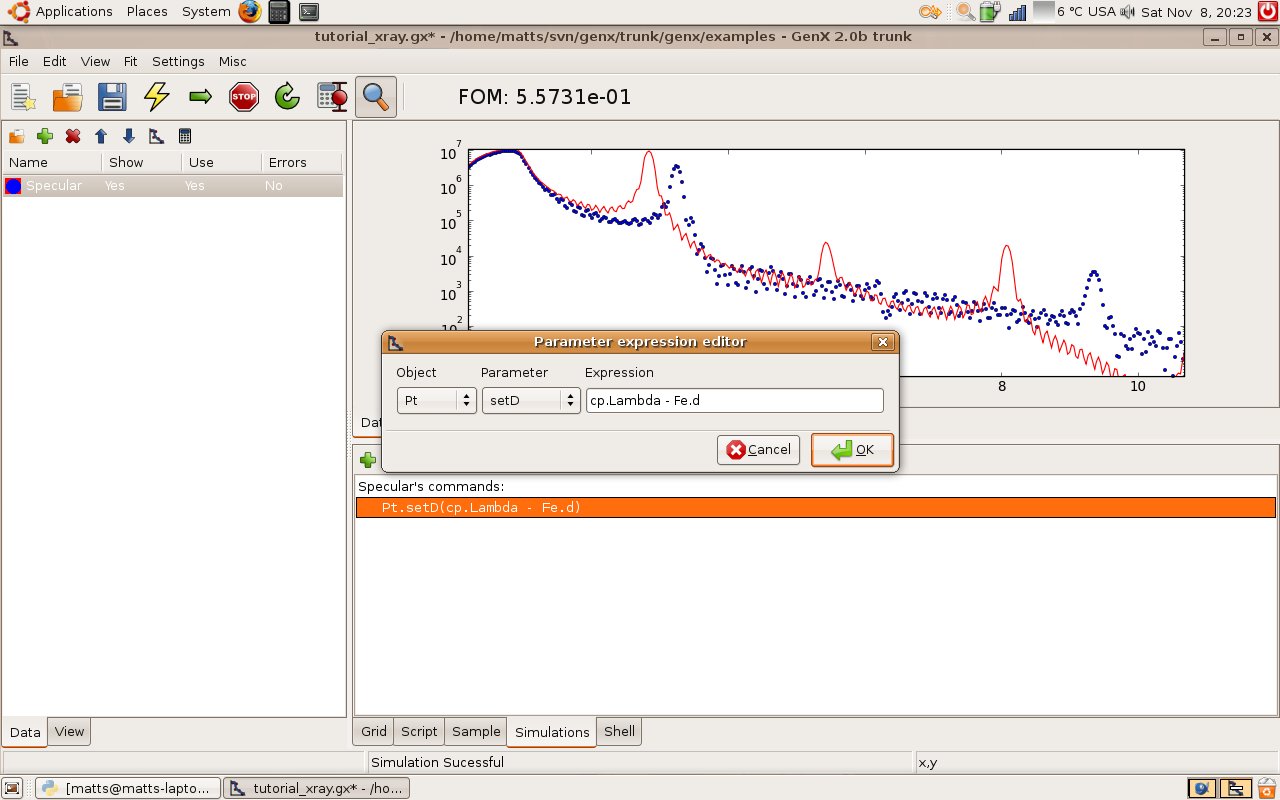 Applications Places System 6 °C USA Sat Nov 8, 20:23
tutorial_xray.gx* - /home/matts/svn/genx/trunk/genx/examples - GenX 2.0b trunk
File Edit View Fit Settings Misc
STOP FOM: 5.5731e-01
Name Show Use Errors
Specular Yes Yes No
10^7
10^6
10^5
10^4
10^3
10^2
8 10
Parameter expression editor
Object Parameter Expression
Pt setD cp.Lambda - Fe.d
Cancel OK
Da
Specular's commands:
Pt.setD(cp.Lambda - Fe.d)
Data View
Grid Script Sample Simulations Shell
Simulation Sucessful x,y
[matts@matts-lapto... tutorial_xray.gx* - /ho...